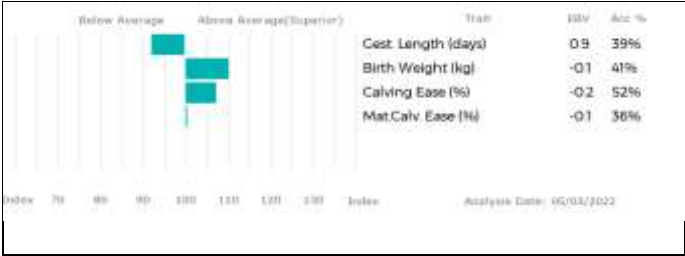 Below Average Above Average(Superior) Trait EBV Acc %
Gest. Length (days) 0.9 39%
Birth Weight (kg) -0.1 41%
Calving Ease (%) -0.2 52%
Mat.Calv. Ease (%) -0.1 36%
Index 70 80 90 100 110 120 130 Index Analysis Date: 05/03/2022